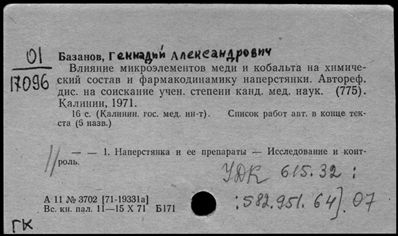 01
17096
Базанов, Геннадий Александрович
Влияние микроэлементов меди и кобальта на химиче-
ский состав и фармакодинамику наперстянки. Автореф.
дис. на соискание учен. степени канд. мед. наук. (775).
Калинин, 1971.
16 с. (Калинин. гос. мед. ин-т). Список работ авт. в конце тек-
ста (5 назв.)
— — 1. Наперстянка и ее препараты — Исследование и конт-
роль.
УДК 615.32 :
: 582.951.64].07
А 11 № 3702 [71-19331а]
Вс. кн. пал. 11—15 X 71 Б171
ГК